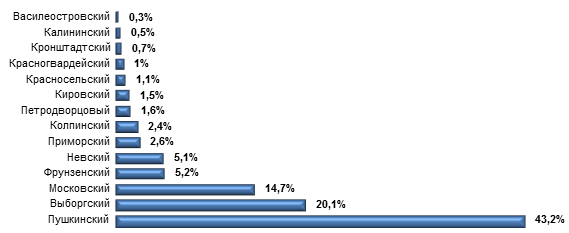 Василеостровский 0,3%
Калининский 0,5%
Кронштадтский 0,7%
Красногвардейский 1%
Красносельский 1,1%
Кировский 1,5%
Петродворцовый 1,6%
Колпинский 2,4%
Приморский 2,6%
Невский 5,1%
Фрунзенский 5,2%
Московский 14,7%
Выборгский 20,1%
Пушкинский 43,2%